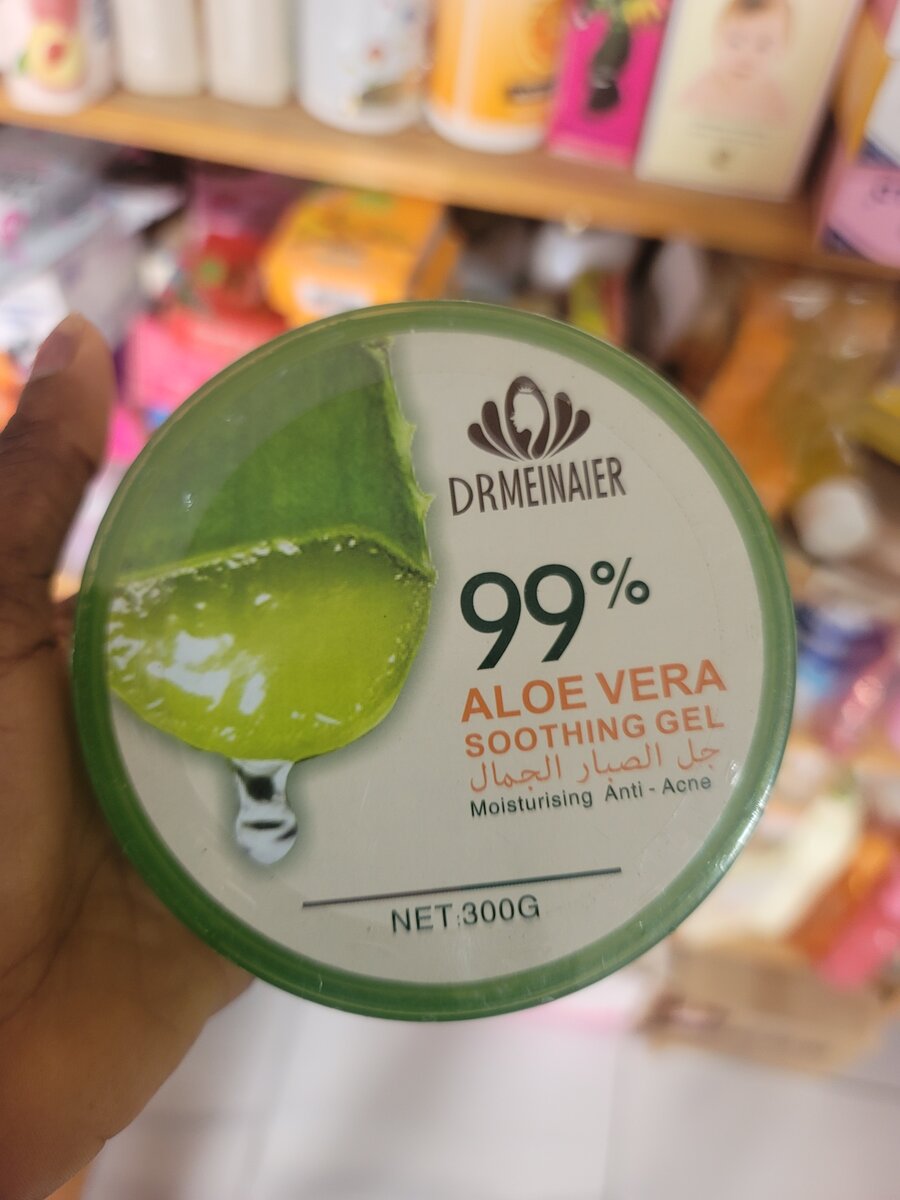 DRMEINAIER
99%
ALOE VERA
SOOTHING GEL
جل الصبار الجمال
Moisturising Anti - Acne
NET:300G